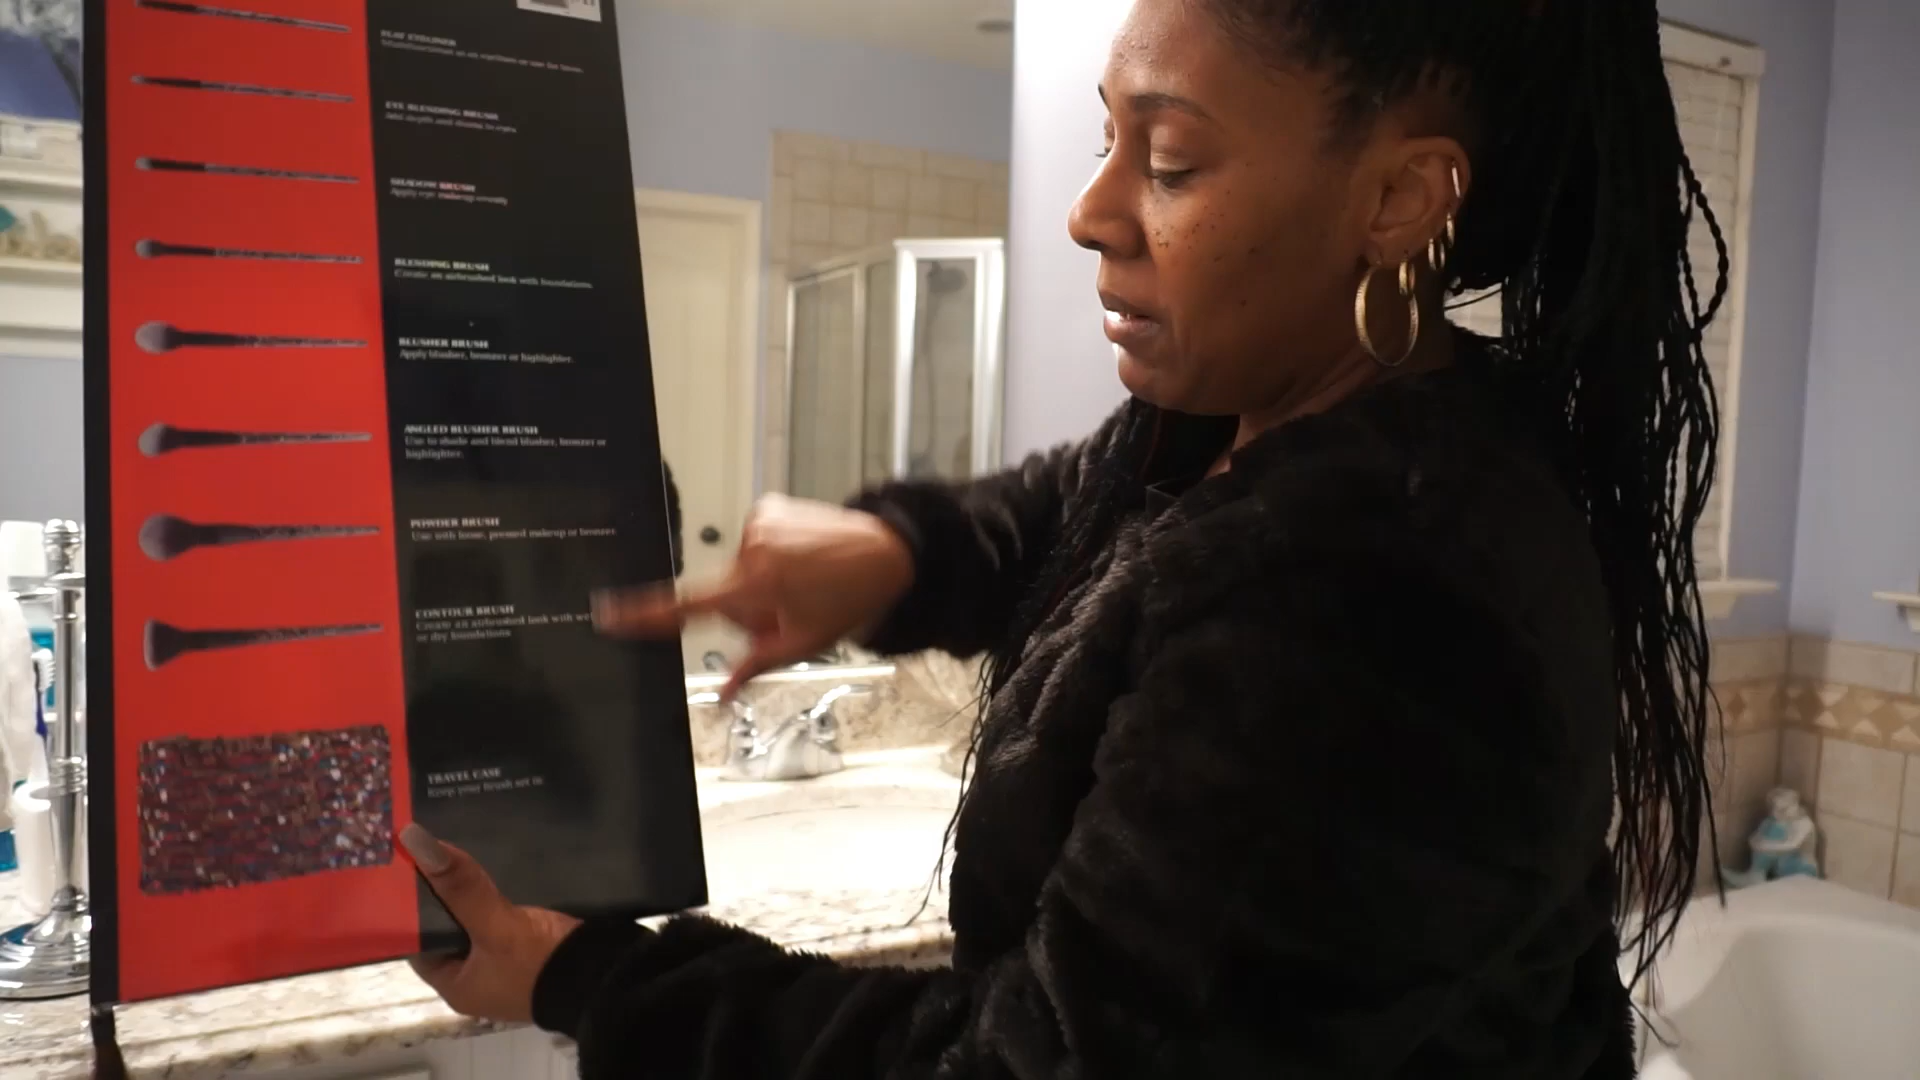 FLAT EYELINER
EYE BLENDING BRUSH
Add depth and drama to eyes.
SHADOW BRUSH
Apply eye makeup evenly
BLENDING BRUSH
Create an airbrushed look with foundations.
BLUSHER BRUSH
Apply blusher, bronzer or highlighter.
ANGLED BLUSHER BRUSH
Use to shade and blend blusher, bronzer or
highlighter.
POWDER BRUSH
Use with loose, pressed makeup or bronzer.
CONTOUR BRUSH
Create an airbrushed look with we
or dry foundations
TRAVEL CASE
Keep your brush set in